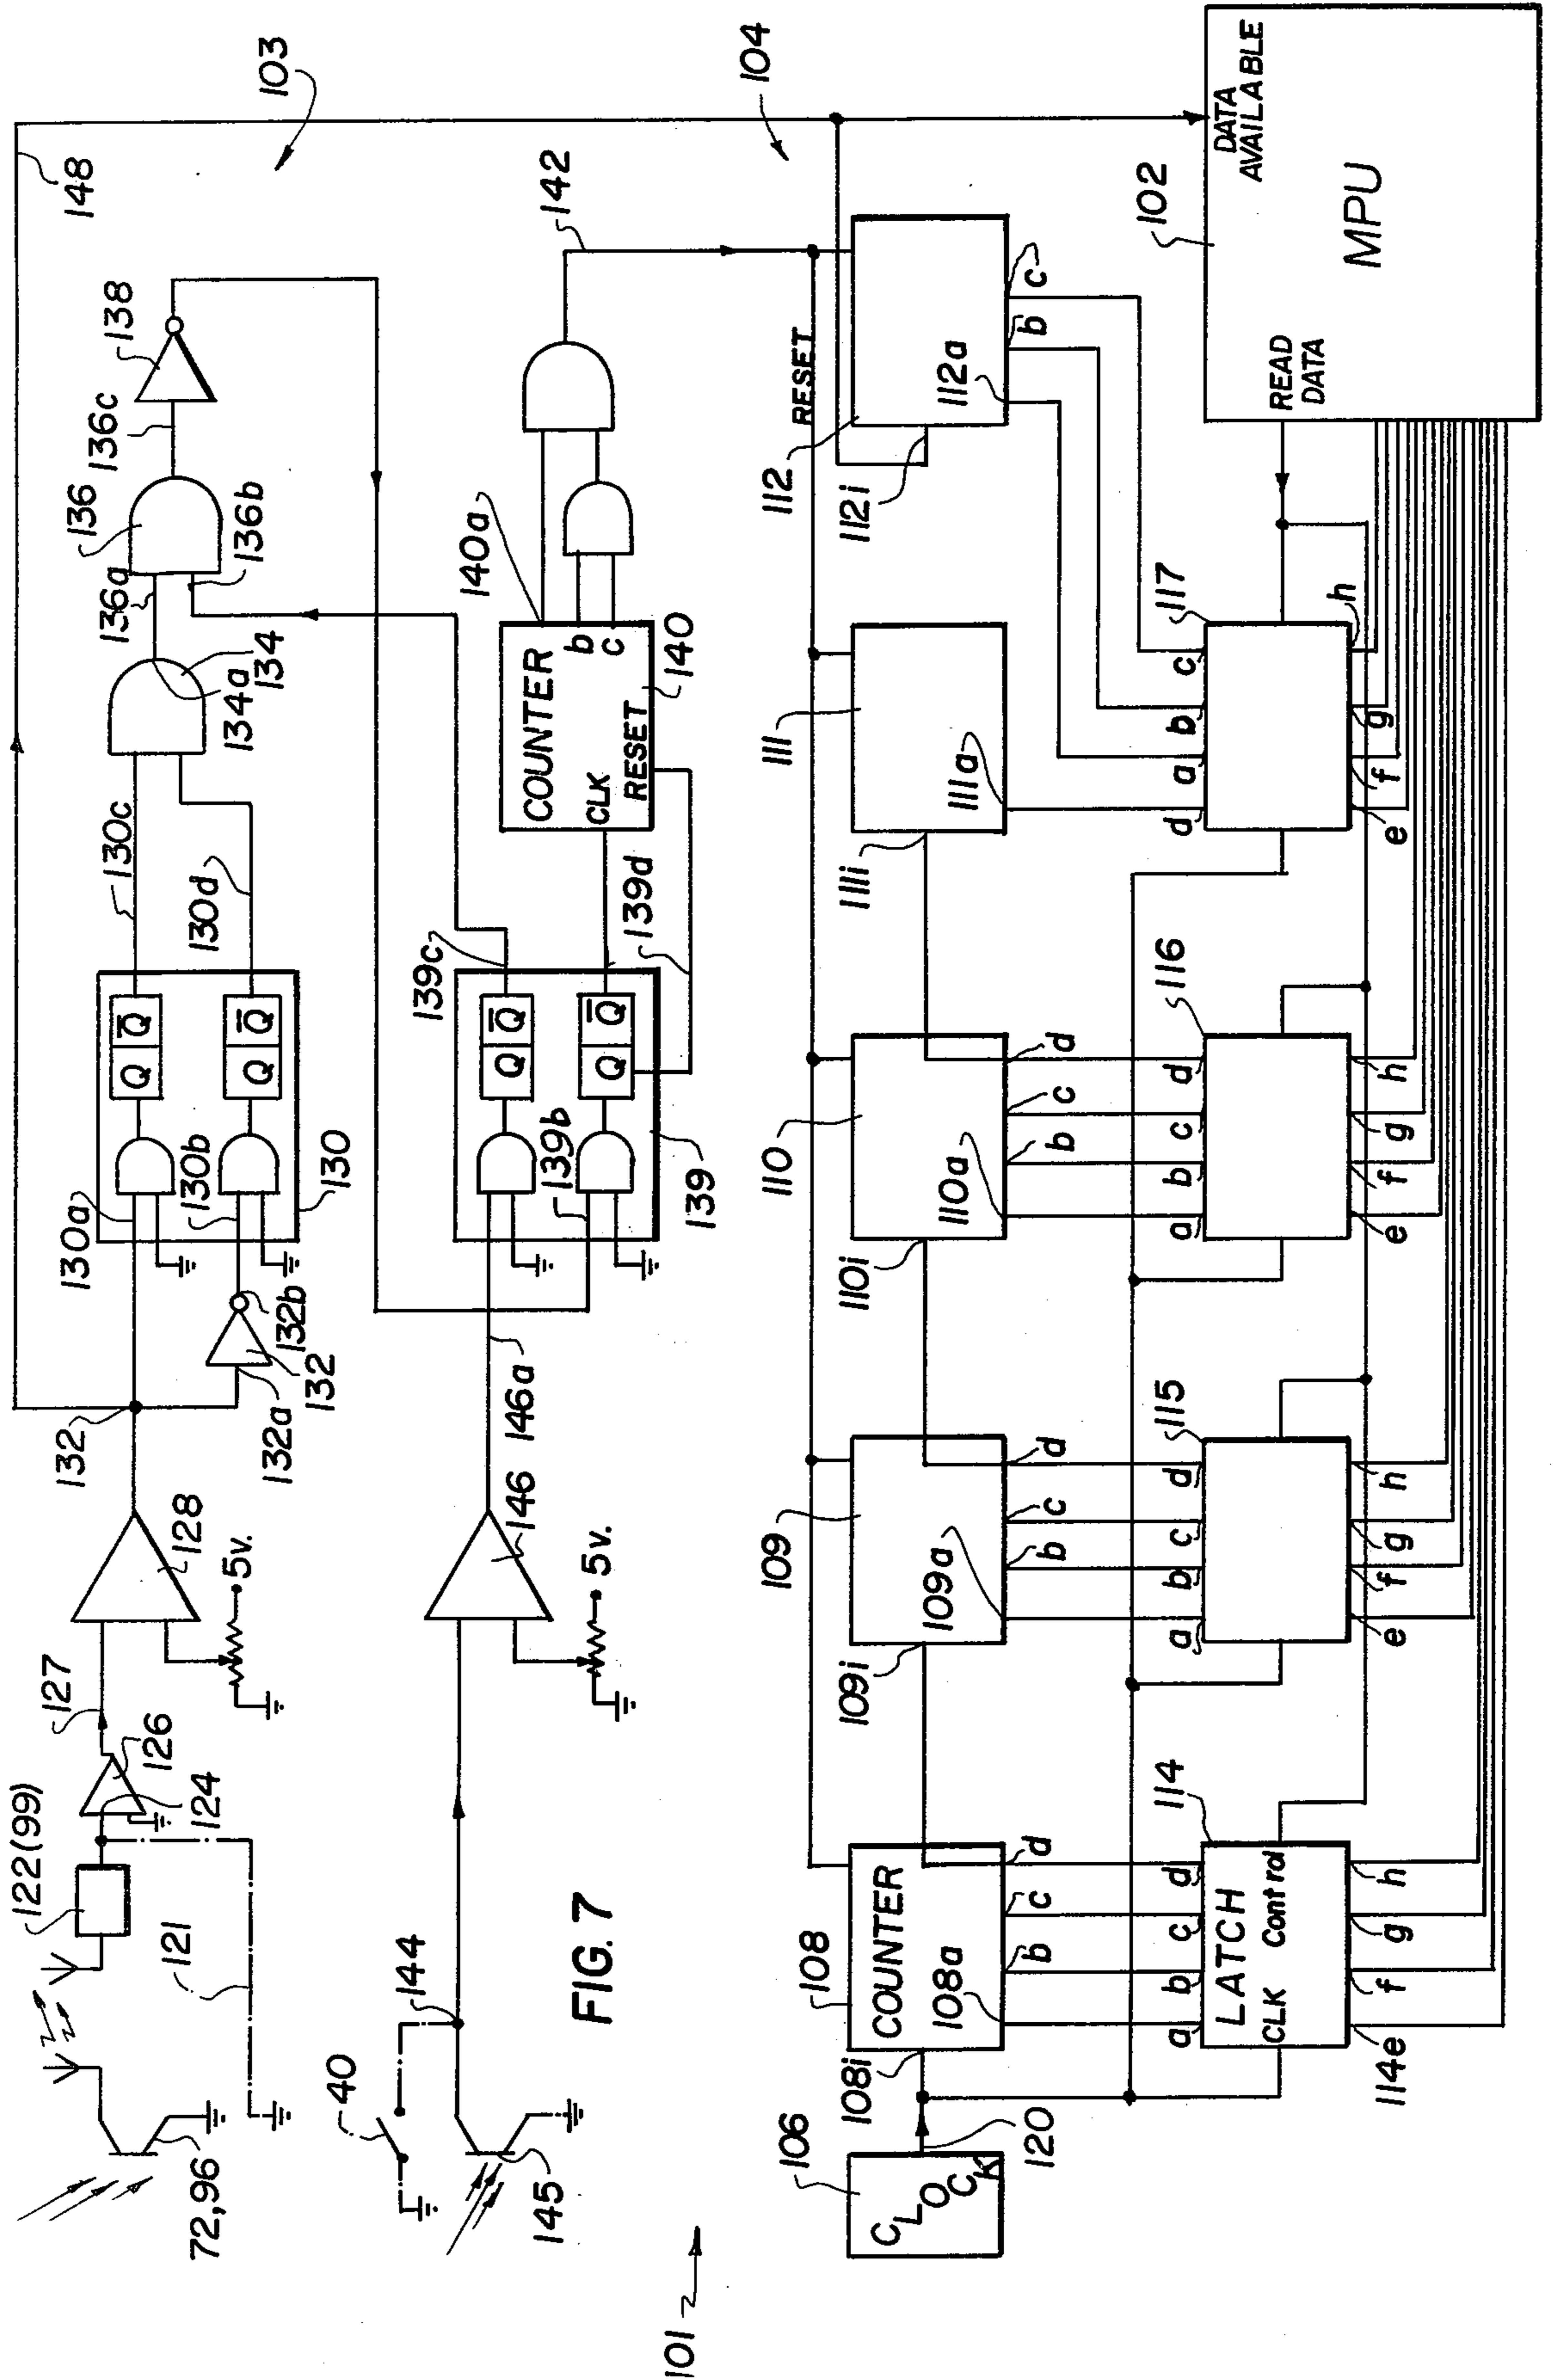 148
103
122(99)
127
132
130a
130c
136a
136
136c
138
126
124
128
130b
Q Q̅
134a
134
136b
121
5v.
132a
132
132b
130
Q Q̅
130d
72,96
40
144
146
146a
139c
140a
142
139b
Q Q̅
COUNTER
b
c
CLK
RESET
140
145
5v.
Q Q̅
139
139d
FIG. 7
101
104
106
108
109
110
111
112
RESET
CLOCK
COUNTER
108i
108a
109i
109a
110i
110a
111i
111a
112i
112a
120
b c d
b c d
b c d
b c
114
115
116
117
102
a b c d
a b c d
a b c d
d a b c
LATCH
CLK Control
READ DATA
DATA AVAILABLE
MPU
114e f g h
e f g h
e f g h
e f g h